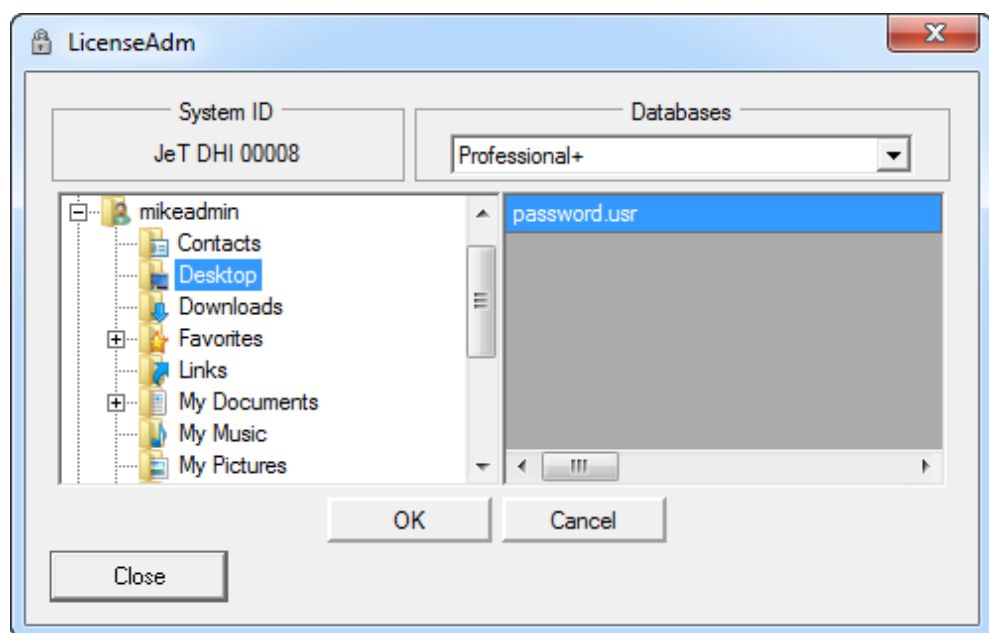 LicenseAdm
System ID
JeT DHI 00008
Databases
Professional+
mikeadmin
Contacts
Desktop
Downloads
Favorites
Links
My Documents
My Music
My Pictures
password.usr
OK
Cancel
Close